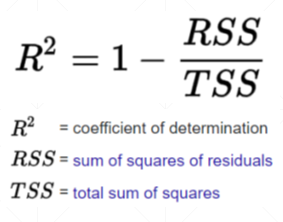 R² = 1 − RSS/TSS
R² = coefficient of determination
RSS = sum of squares of residuals
TSS = total sum of squares